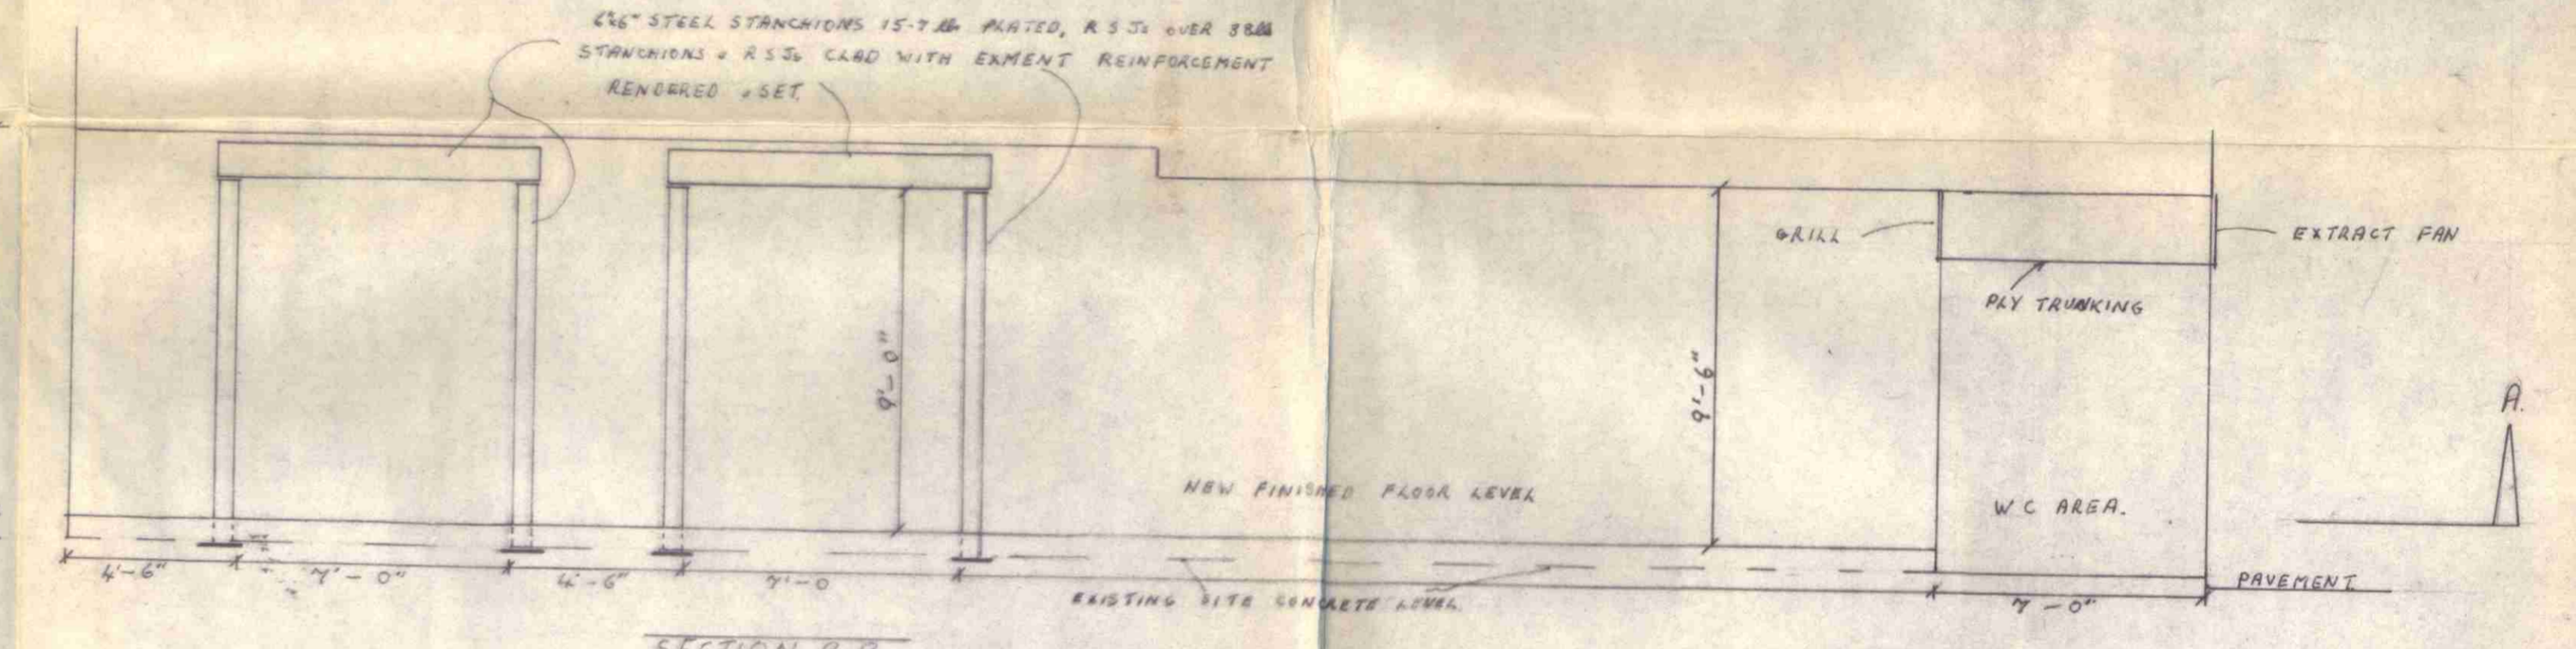 6"x6" STEEL STANCHIONS 15-7 lb PLATED, R S Js OVER
STANCHIONS & R S Js CLAD WITH EXMENT REINFORCEMENT
RENDERED & SET.
GRILL
EXTRACT FAN
PLY TRUNKING
9'-0"
9'-6"
A.
NEW FINISHED FLOOR LEVEL
W C AREA.
4'-6"
7'-0"
4'-6"
7'-0
EXISTING SITE CONCRETE LEVEL
7'-0"
PAVEMENT
SECTION